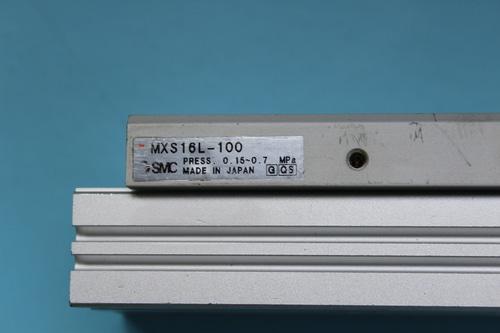 MXS16L-100
SMC PRESS. 0.15~0.7 MPa
MADE IN JAPAN G Q S